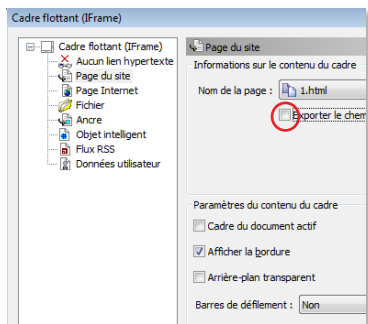 Cadre flottant (IFrame)
Cadre flottant (IFrame)
Aucun lien hypertexte
Page du site
Page Internet
Fichier
Ancre
Objet intelligent
Flux RSS
Données utilisateur
Page du site
Informations sur le contenu du cadre
Nom de la page : 1.html
Exporter le chem
Paramètres du contenu du cadre
Cadre du document actif
Afficher la bordure
Arrière-plan transparent
Barres de défilement : Non